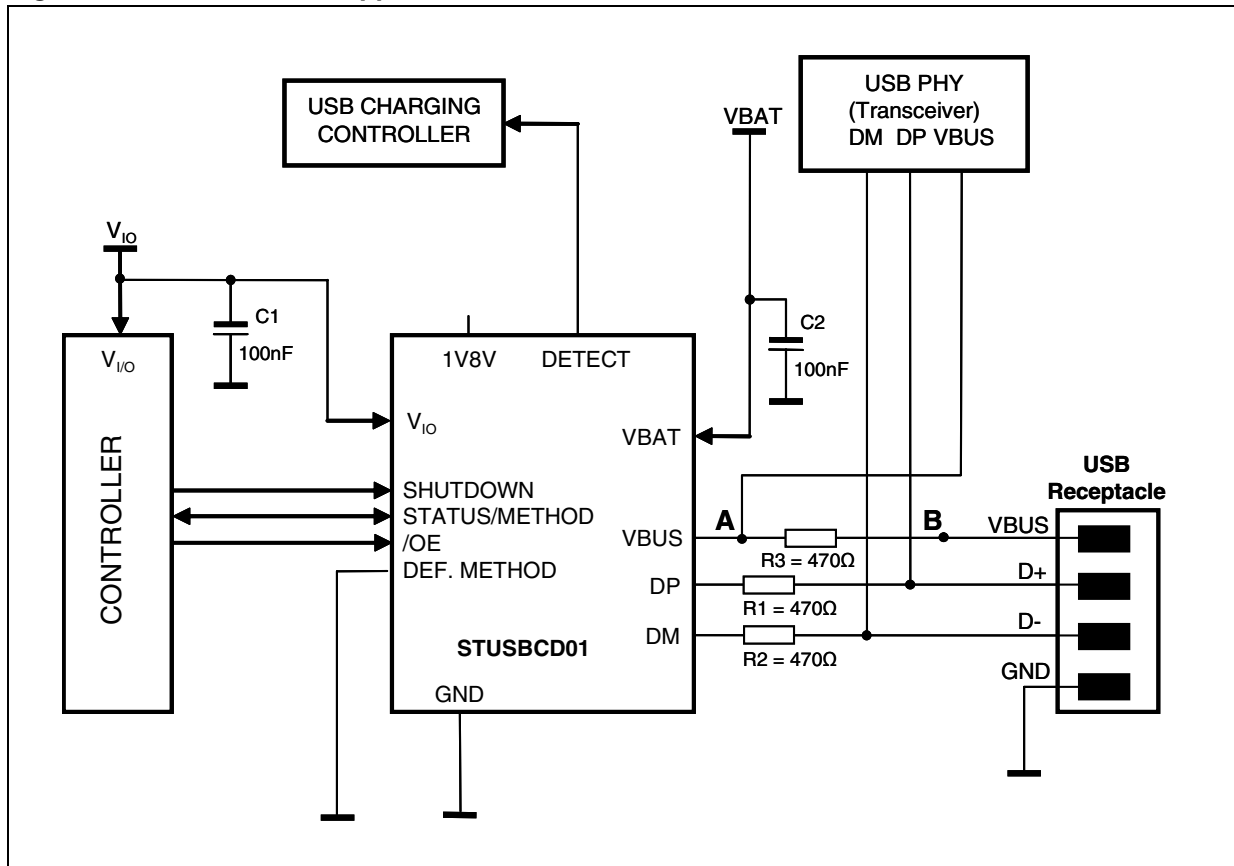 USB CHARGING
CONTROLLER
VBAT
USB PHY
(Transceiver)
DM DP VBUS
VIO
C1
100nF
C2
100nF
VI/O
CONTROLLER
1V8V
DETECT
VIO
VBAT
SHUTDOWN
STATUS/METHOD
/OE
DEF. METHOD
VBUS
DP
DM
STUSBCD01
GND
A
B
R3 = 470Ω
R1 = 470Ω
R2 = 470Ω
USB
Receptacle
VBUS
D+
D-
GND